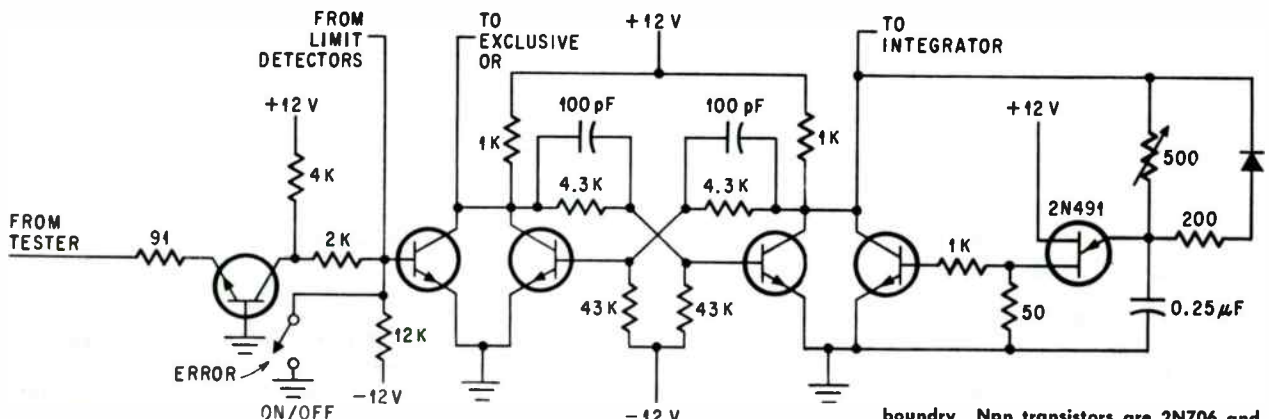 FROM
LIMIT
DETECTORS
TO
EXCLUSIVE
OR
+12 V
TO
INTEGRATOR
+12 V
4K
1K
100 pF
4.3K
100 pF
4.3K
1K
+12 V
500
2N491
200
FROM
TESTER
91
2K
1K
50
0.25 µF
43K
43K
12K
ERROR
ON/OFF
-12 V
-12 V
boundry. Npn transistors are 2N706 and